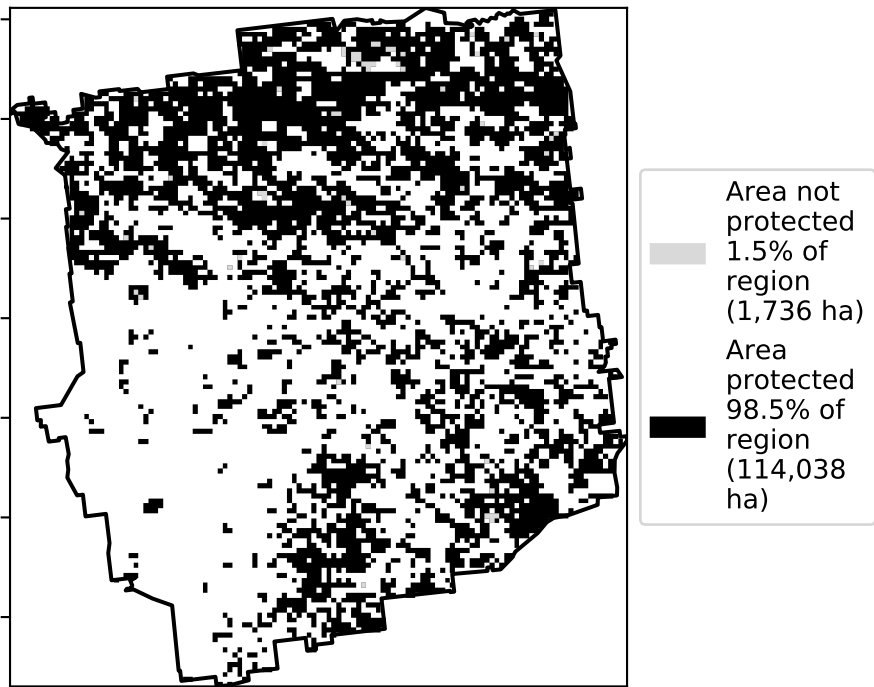 Area not
protected
1.5% of
region
(1,736 ha)
Area
protected
98.5% of
region
(114,038
ha)